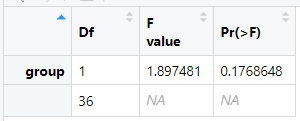 Df F value Pr(>F)
group 1 1.897481 0.1768648
36 NA NA